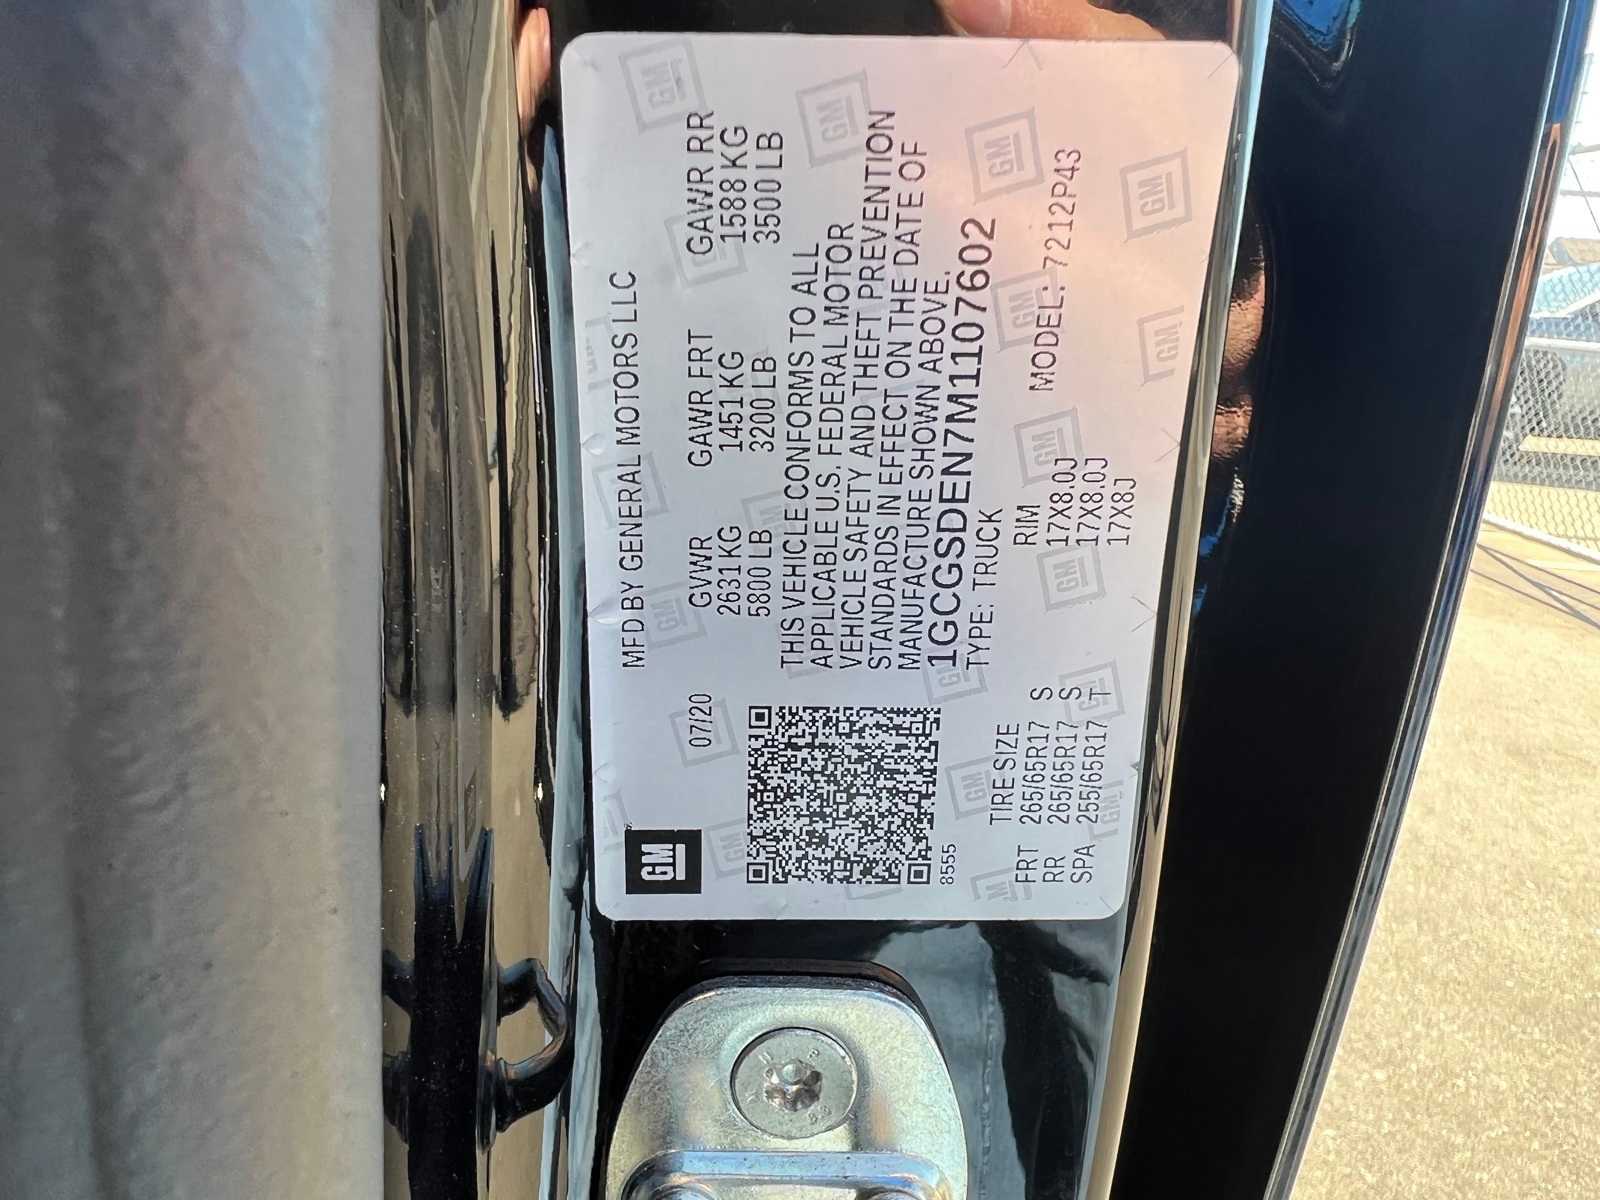 GM
07/20
MFD BY GENERAL MOTORS LLC
GVWR GAWR FRT GAWR RR
2631 KG 1451 KG 1588 KG
5800 LB 3200 LB 3500 LB
THIS VEHICLE CONFORMS TO ALL
APPLICABLE U.S. FEDERAL MOTOR
VEHICLE SAFETY AND THEFT PREVENTION
STANDARDS IN EFFECT ON THE DATE OF
MANUFACTURE SHOWN ABOVE.
1GCGSDEN7M1107602
TYPE: TRUCK
8555
MODEL: 7212P43
TIRE SIZE RIM
FRT 265/65R17 S 17X8.0J
RR 265/65R17 S 17X8.0J
SPA 255/65R17 T 17X8J